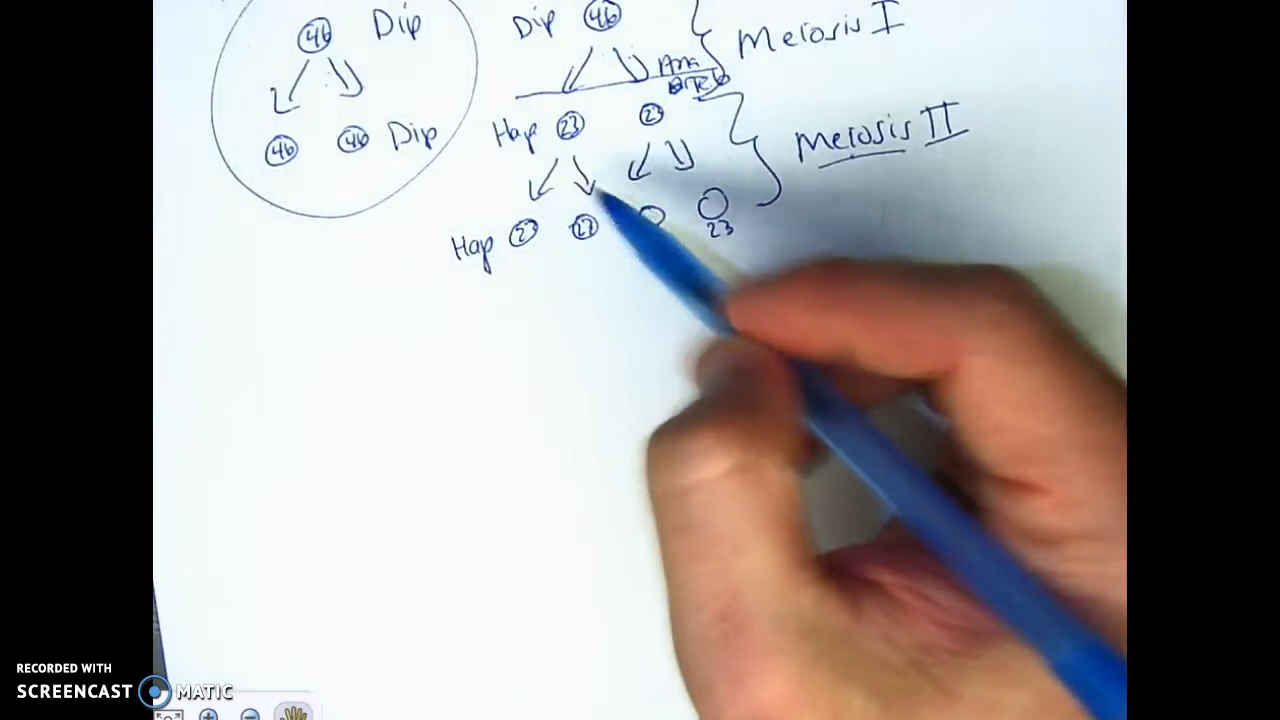 46 Dip
46 46 Dip
Dip 46
Meiosis I
Ana
Hap 23 23
Meiosis II
Hap 23 23
23
RECORDED WITH
SCREENCAST MATIC